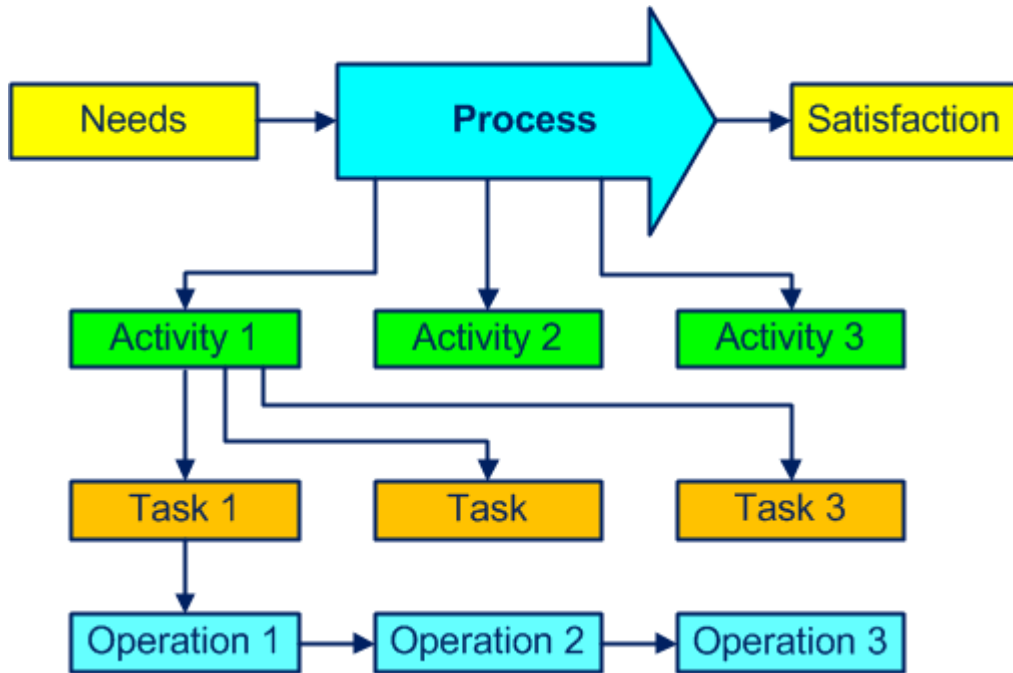 Needs
Process
Satisfaction
Activity 1
Activity 2
Activity 3
Task 1
Task
Task 3
Operation 1
Operation 2
Operation 3